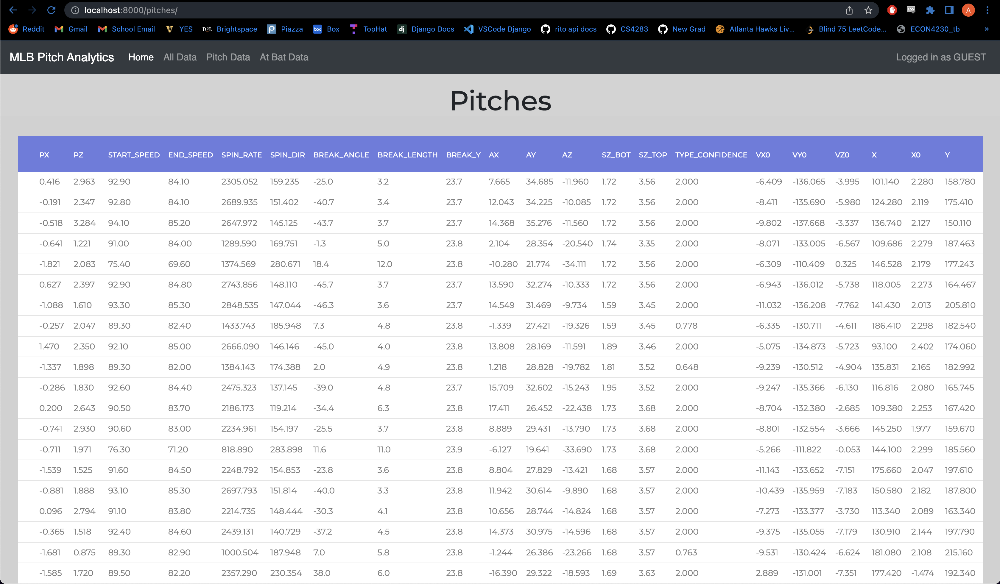 localhost:8000/pitches/ A
Reddit Gmail School Email YES D2L Brightspace Piazza box Box TopHat dj Django Docs VSCode Django rito api docs CS4283 New Grad Atlanta Hawks Liv... Blind 75 LeetCode... ECON4230_tb »
MLB Pitch Analytics Home All Data Pitch Data At Bat Data Logged in as GUEST
Pitches
PX PZ START_SPEED END_SPEED SPIN_RATE SPIN_DIR BREAK_ANGLE BREAK_LENGTH BREAK_Y AX AY AZ SZ_BOT SZ_TOP TYPE_CONFIDENCE VX0 VY0 VZ0 X X0 Y
0.416 2.963 92.90 84.10 2305.052 159.235 -25.0 3.2 23.7 7.665 34.685 -11.960 1.72 3.56 2.000 -6.409 -136.065 -3.995 101.140 2.280 158.780
-0.191 2.347 92.80 84.10 2689.935 151.402 -40.7 3.4 23.7 12.043 34.225 -10.085 1.72 3.56 2.000 -8.411 -135.690 -5.980 124.280 2.119 175.410
-0.518 3.284 94.10 85.20 2647.972 145.125 -43.7 3.7 23.7 14.368 35.276 -11.560 1.72 3.56 2.000 -9.802 -137.668 -3.337 136.740 2.127 150.110
-0.641 1.221 91.00 84.00 1289.590 169.751 -1.3 5.0 23.8 2.104 28.354 -20.540 1.74 3.35 2.000 -8.071 -133.005 -6.567 109.686 2.279 187.463
-1.821 2.083 75.40 69.60 1374.569 280.671 18.4 12.0 23.8 -10.280 21.774 -34.111 1.72 3.56 2.000 -6.309 -110.409 0.325 146.528 2.179 177.243
0.627 2.397 92.90 84.80 2743.856 148.110 -45.7 3.7 23.7 13.590 32.274 -10.333 1.72 3.56 2.000 -6.943 -136.012 -5.738 118.005 2.273 164.467
-1.088 1.610 93.30 85.30 2848.535 147.044 -46.3 3.6 23.7 14.549 31.469 -9.734 1.59 3.45 2.000 -11.032 -136.208 -7.762 141.430 2.013 205.810
-0.257 2.047 89.30 82.40 1433.743 185.948 7.3 4.8 23.8 -1.339 27.421 -19.326 1.59 3.45 0.778 -6.335 -130.711 -4.611 186.410 2.298 182.540
1.470 2.350 92.10 85.00 2666.090 146.146 -45.0 4.0 23.8 13.808 28.169 -11.591 1.89 3.46 2.000 -5.075 -134.873 -5.723 93.100 2.402 174.060
-1.337 1.898 89.30 82.00 1384.143 174.388 2.0 4.9 23.8 1.218 28.828 -19.782 1.81 3.52 0.648 -9.239 -130.512 -4.904 135.831 2.165 182.992
-0.286 1.830 92.60 84.40 2475.323 137.145 -39.0 4.8 23.7 15.709 32.602 -15.243 1.95 3.52 2.000 -9.247 -135.366 -6.130 116.816 2.080 165.745
0.200 2.643 90.50 83.70 2186.173 119.214 -34.4 6.3 23.8 17.411 26.452 -22.438 1.73 3.68 2.000 -8.704 -132.380 -2.685 109.380 2.253 167.420
-0.741 2.930 90.60 83.00 2234.961 154.197 -25.5 3.7 23.8 8.889 29.431 -13.790 1.73 3.68 2.000 -8.801 -132.554 -3.666 145.250 1.977 159.670
-0.711 1.971 76.30 71.20 818.890 283.898 11.6 11.0 23.9 -6.127 19.641 -33.690 1.73 3.68 2.000 -5.266 -111.822 -0.053 144.100 2.299 185.560
-1.539 1.525 91.60 84.50 2248.792 154.853 -23.8 3.6 23.8 8.804 27.829 -13.421 1.68 3.57 2.000 -11.143 -133.652 -7.151 175.660 2.047 197.610
-0.881 1.888 93.10 85.30 2697.793 151.814 -40.0 3.3 23.8 11.942 30.614 -9.890 1.68 3.57 2.000 -10.439 -135.959 -7.183 150.580 2.182 187.800
0.096 2.794 91.10 83.80 2214.735 148.444 -30.3 4.1 23.8 10.656 28.744 -14.824 1.68 3.57 2.000 -7.273 -133.377 -3.730 113.340 2.089 163.340
-0.365 1.518 92.40 84.60 2439.131 140.729 -37.2 4.5 23.8 14.373 30.975 -14.596 1.68 3.57 2.000 -9.375 -135.055 -7.179 130.910 2.144 197.790
-1.681 0.875 89.30 82.90 1000.504 187.948 7.0 5.8 23.8 -1.244 26.386 -23.266 1.68 3.57 0.763 -9.531 -130.424 -6.624 181.080 2.108 215.160
-1.585 1.720 89.50 82.20 2357.290 230.354 38.0 6.0 23.8 -16.390 29.322 -18.593 1.69 3.63 2.000 2.889 -131.001 -7.351 177.420 -1.474 192.340